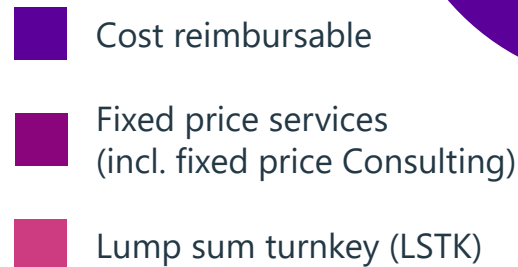 Cost reimbursable
Fixed price services
(incl. fixed price Consulting)
Lump sum turnkey (LSTK)